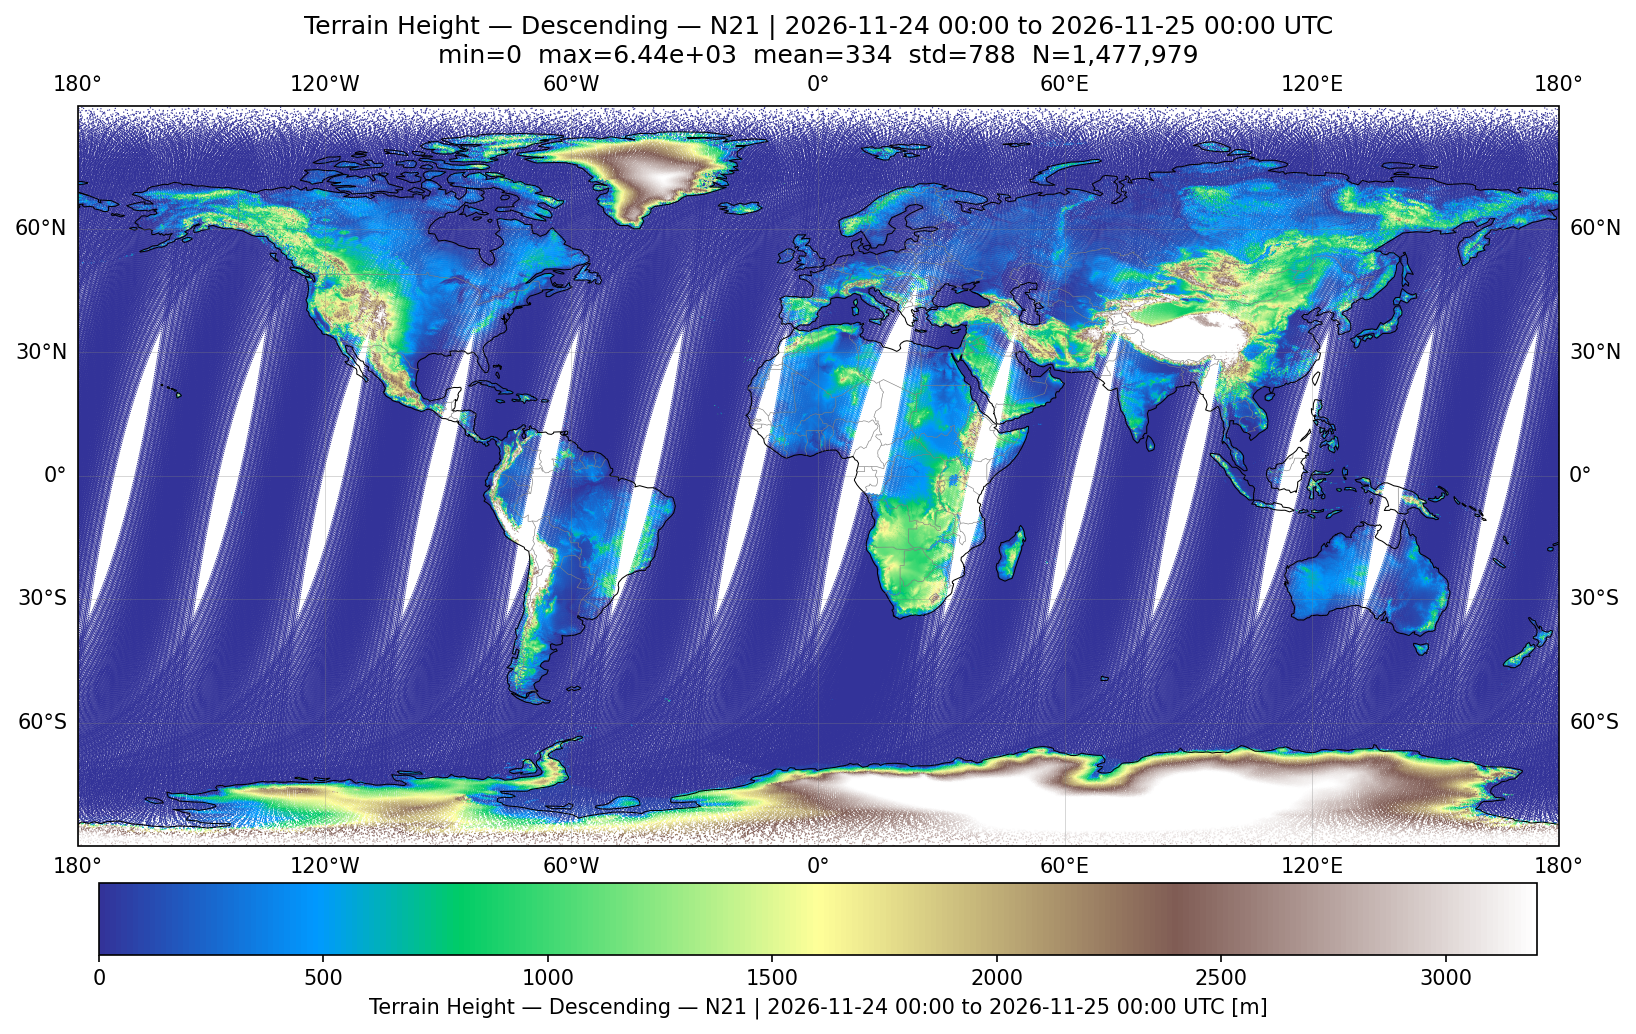 Terrain Height — Descending — N21 | 2026-11-24 00:00 to 2026-11-25 00:00 UTC
min=0 max=6.44e+03 mean=334 std=788 N=1,477,979
180° 120°W 60°W 0° 60°E 120°E 180°
60°N 60°N
30°N 30°N
0° 0°
30°S 30°S
60°S 60°S
180° 120°W 60°W 0° 60°E 120°E 180°
0 500 1000 1500 2000 2500 3000
Terrain Height — Descending — N21 | 2026-11-24 00:00 to 2026-11-25 00:00 UTC [m]